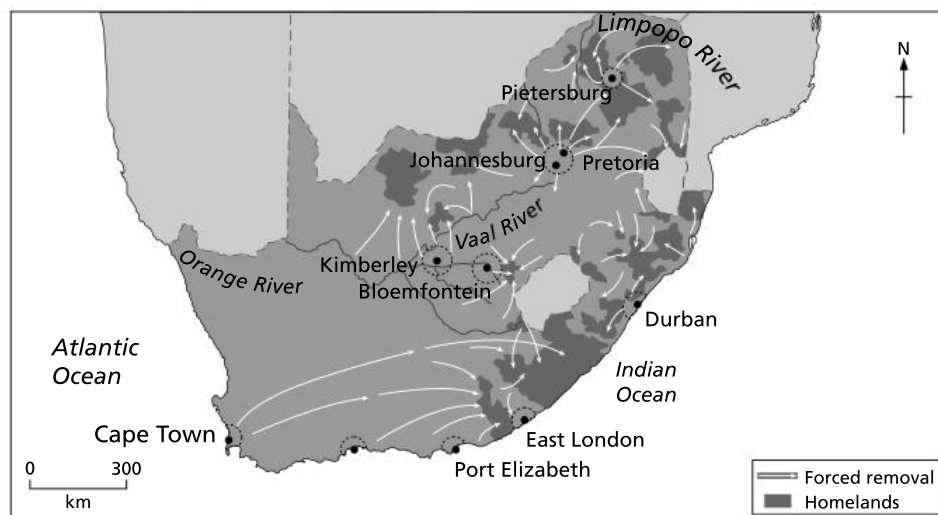 Limpopo River
N
Pietersburg
Johannesburg
Pretoria
Vaal River
Kimberley
Orange River
Bloemfontein
Durban
Atlantic
Ocean
Indian
Ocean
Cape Town
East London
Port Elizabeth
0 300
km
Forced removal
Homelands